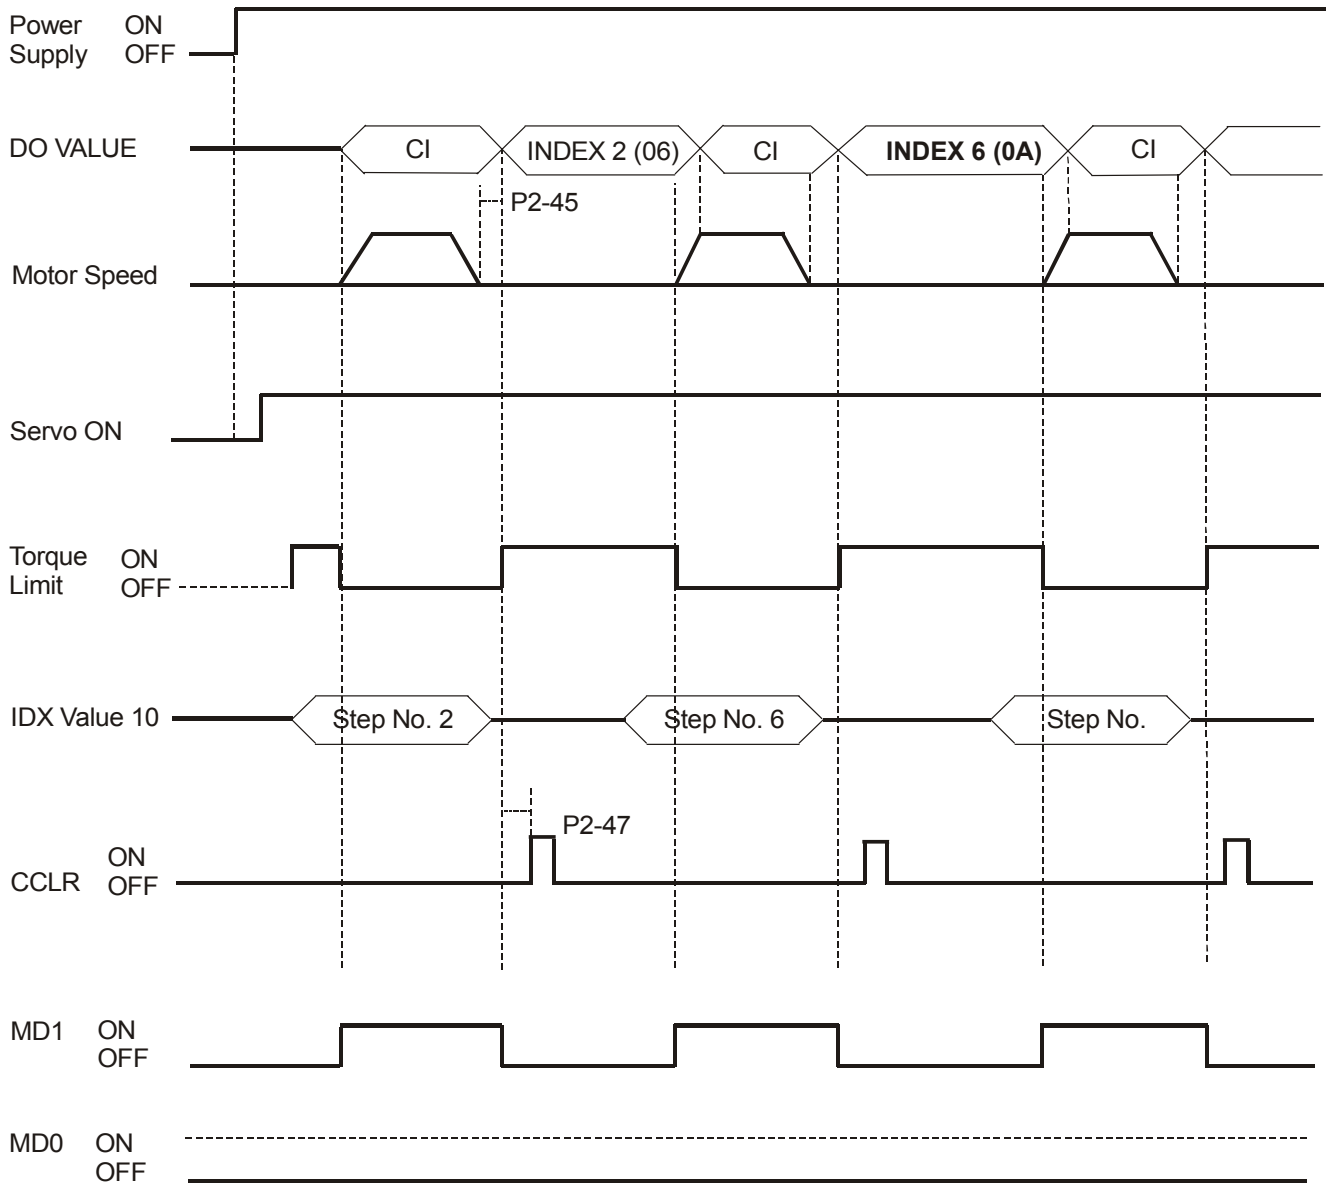 Power ON
Supply OFF
DO VALUE
CI
INDEX 2 (06)
CI
INDEX 6 (0A)
CI
P2-45
Motor Speed
Servo ON
Torque ON
Limit OFF
IDX Value 10
Step No. 2
Step No. 6
Step No.
P2-47
ON
CCLR OFF
MD1 ON
OFF
MD0 ON
OFF